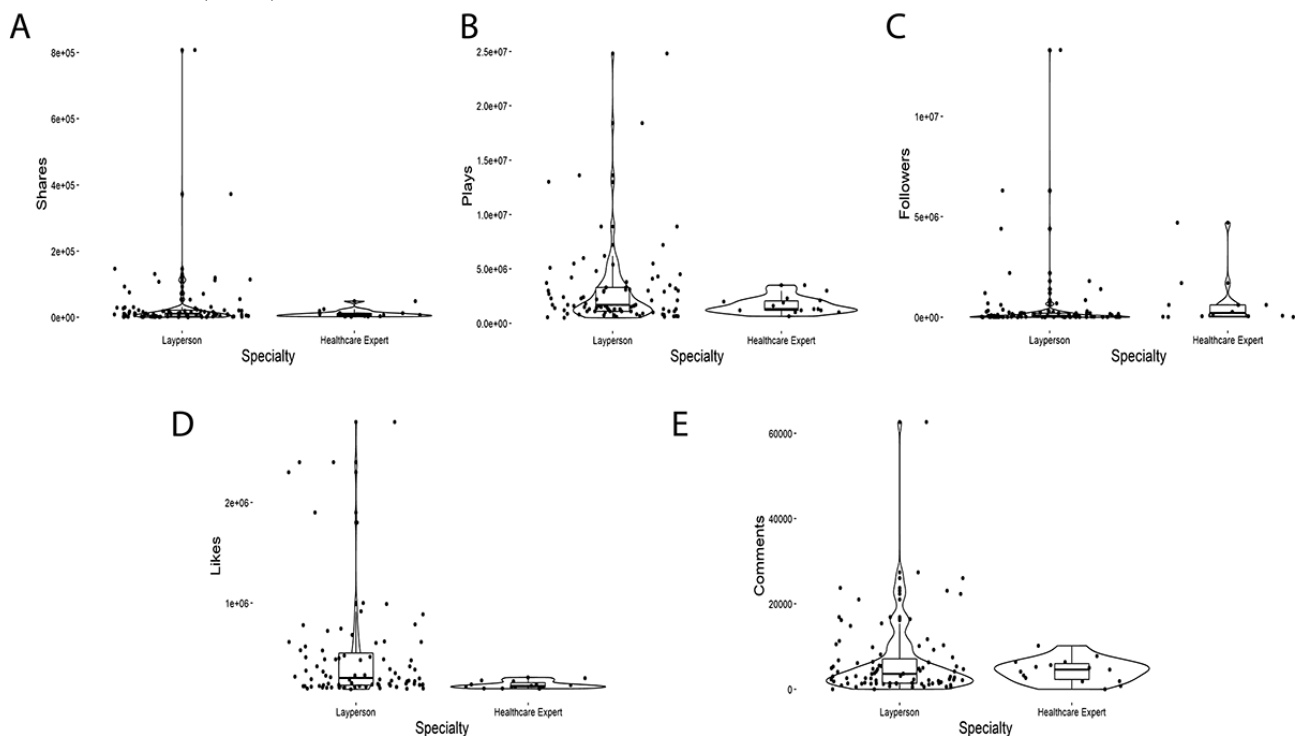 A
8e+05
6e+05
4e+05
2e+05
0e+00
Shares
Layperson
Healthcare Expert
Specialty
B
2.5e+07
2.0e+07
1.5e+07
1.0e+07
5.0e+06
0.0e+00
Plays
Layperson
Healthcare Expert
Specialty
C
1e+07
5e+06
0e+00
Followers
Layperson
Healthcare Expert
Specialty
D
2e+06
1e+06
Likes
Layperson
Healthcare Expert
Specialty
E
60000
40000
20000
0
Comments
Layperson
Healthcare Expert
Specialty